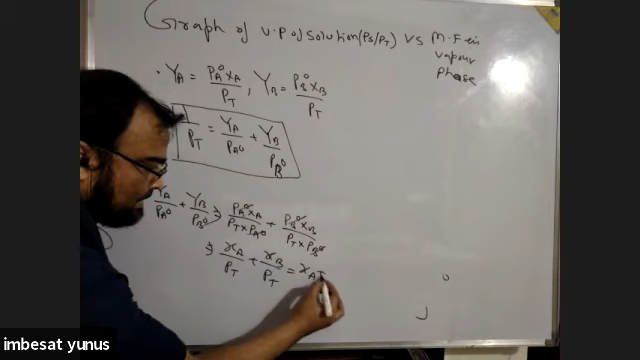 Graph of V.P of solution (Ps/PT) VS M.F in
vapour
phase
. YA = PA° XA / PT , YB = PB° XB / PT
1 / PT = YA / PA° + YB / PB°
YA / PA° + YB / PB° ⇒ PA° XA / PT × PA° + PB° XB / PT × PB°
⇒ XA / PT + XB / PT = XA +
imbesat yunus